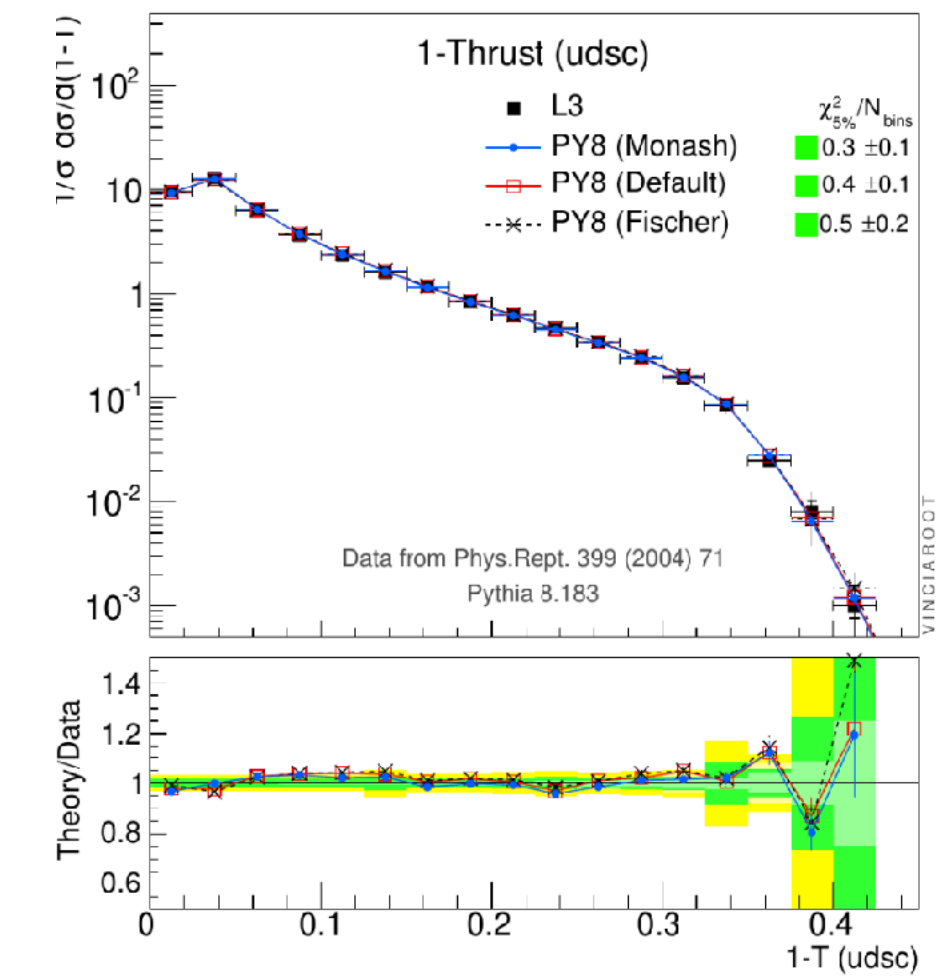 1/σ dσ/d(1-T)
1-Thrust (udsc)
L3
χ²5%/Nbins
PY8 (Monash)
0.3 ±0.1
PY8 (Default)
0.4 ±0.1
PY8 (Fischer)
0.5 ±0.2
10²
10
1
10⁻¹
10⁻²
10⁻³
Data from Phys.Rept. 399 (2004) 71
Pythia 8.183
VINCIAROOT
Theory/Data
1.4
1.2
1
0.8
0.6
0
0.1
0.2
0.3
0.4
1-T (udsc)